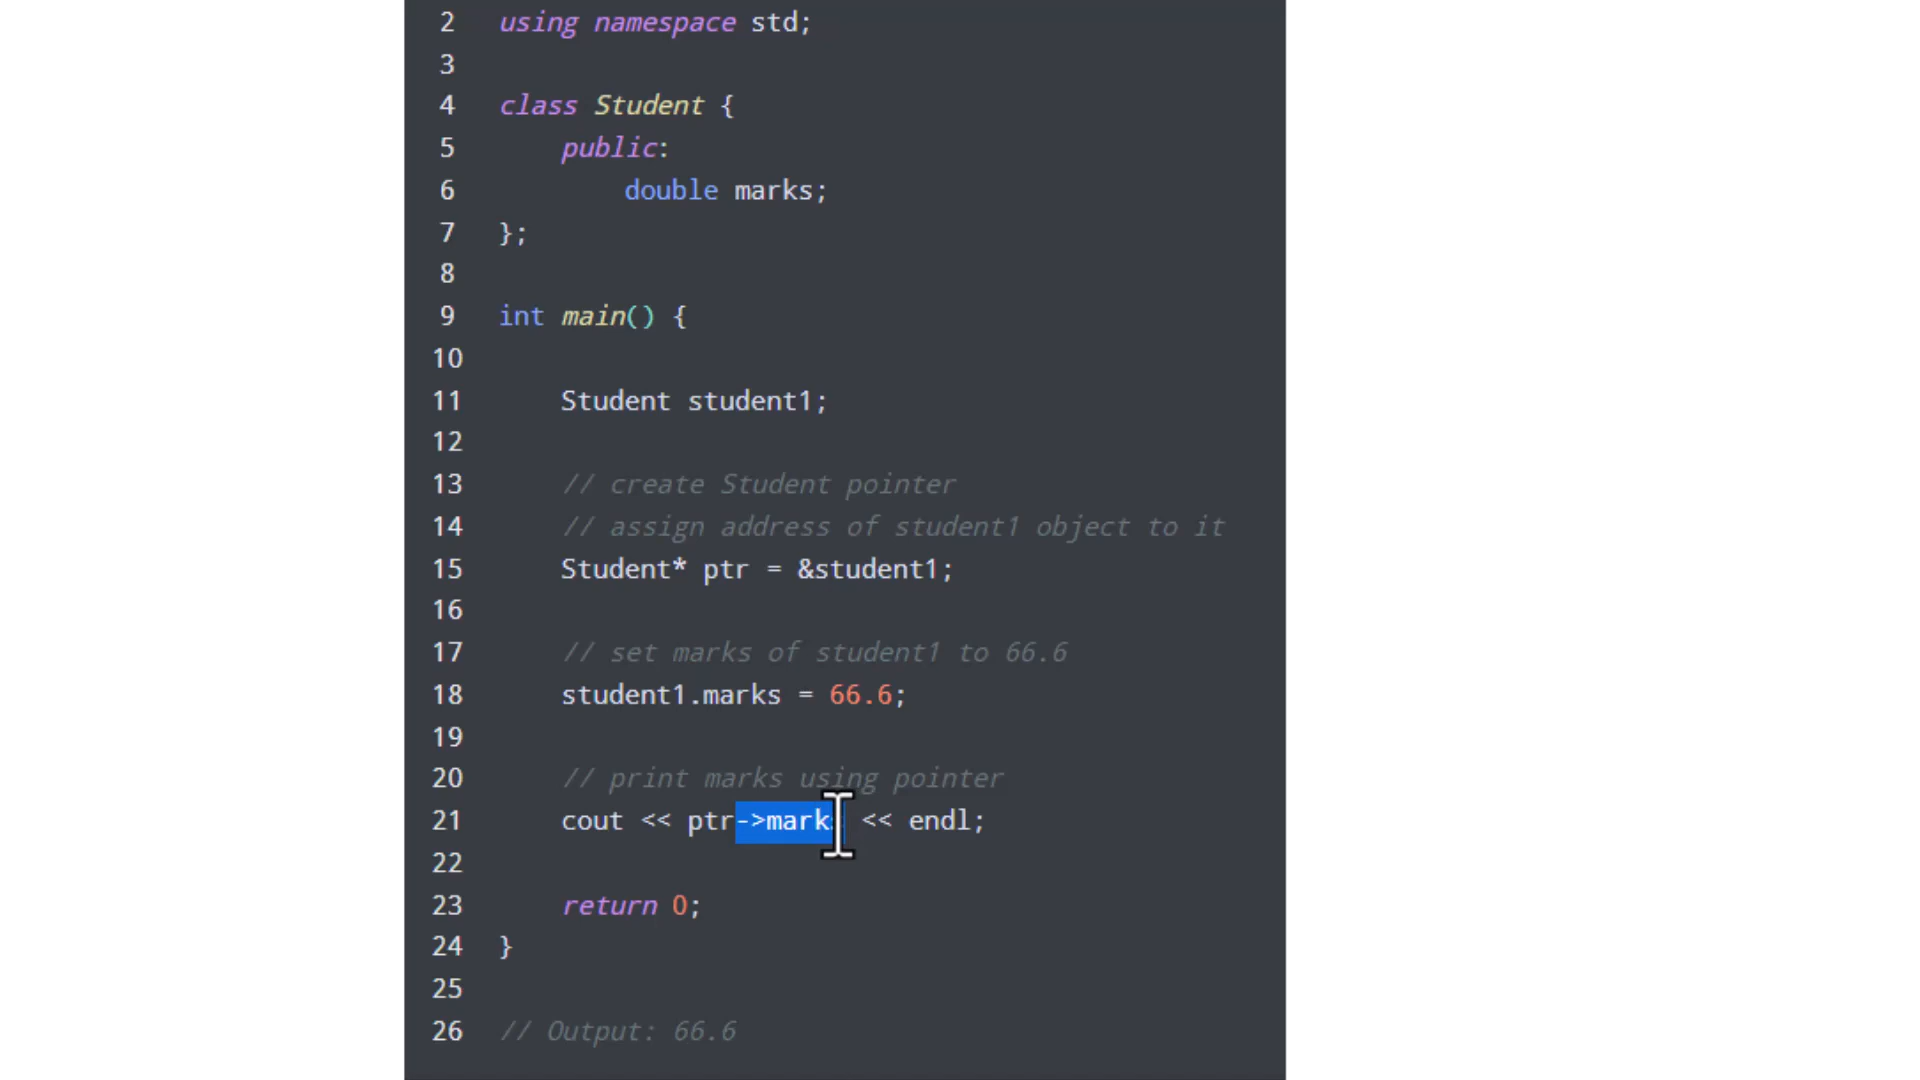 2 using namespace std;
3
4 class Student {
5 public:
6 double marks;
7 };
8
9 int main() {
10
11 Student student1;
12
13 // create Student pointer
14 // assign address of student1 object to it
15 Student* ptr = &student1;
16
17 // set marks of student1 to 66.6
18 student1.marks = 66.6;
19
20 // print marks using pointer
21 cout << ptr->marks << endl;
22
23 return 0;
24 }
25
26 // Output: 66.6